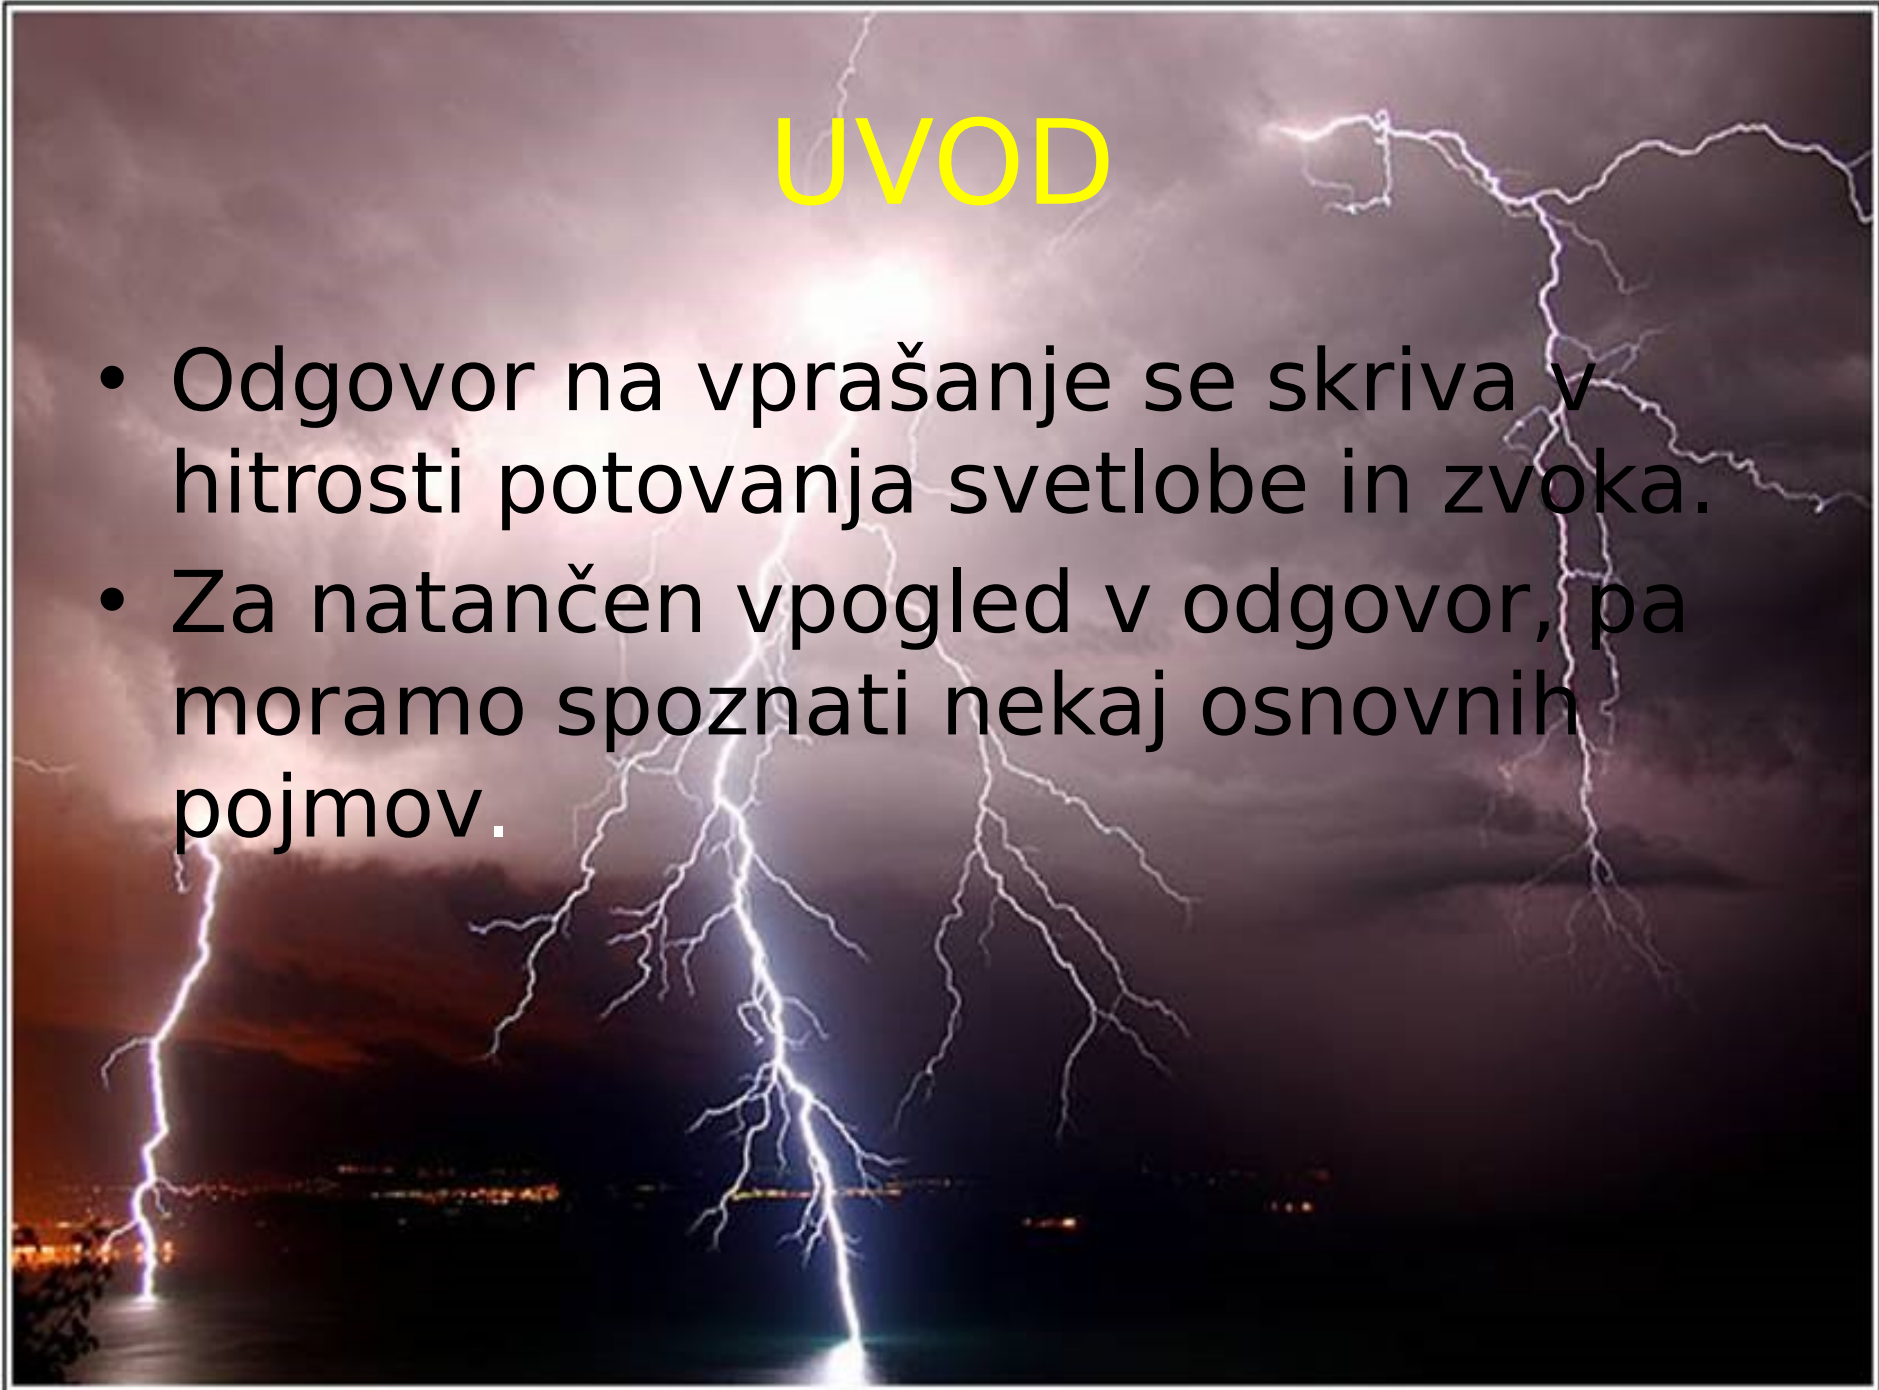 UVOD
• Odgovor na vprašanje se skriva v
hitrosti potovanja svetlobe in zvoka.
• Za natančen vpogled v odgovor, pa
moramo spoznati nekaj osnovnih
pojmov.